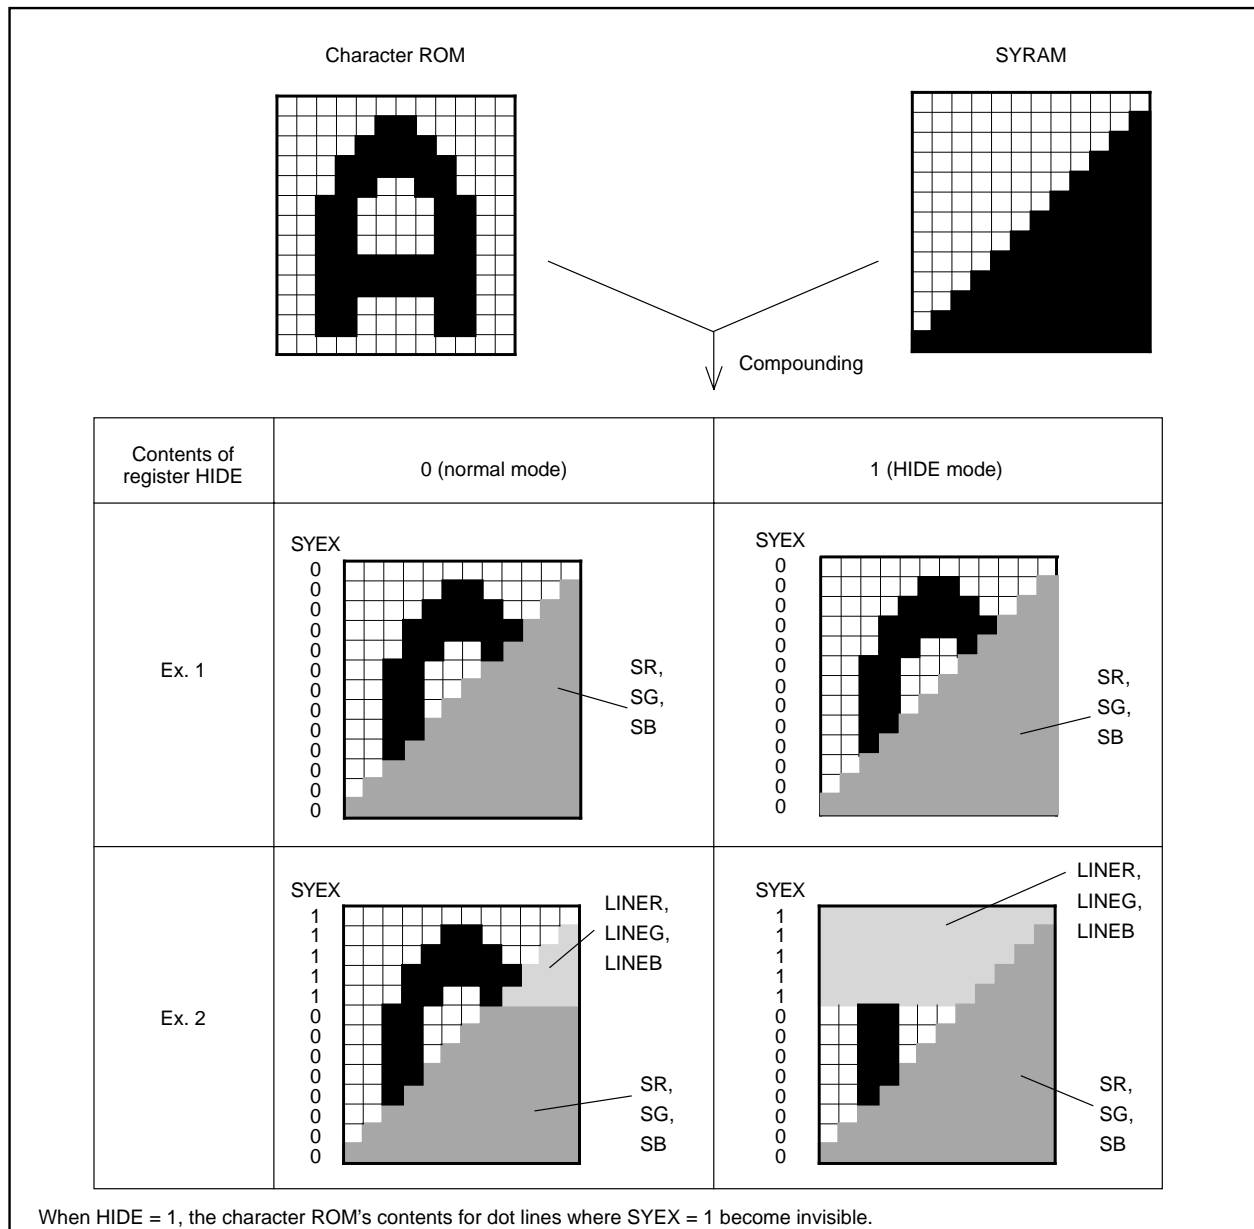 Character ROM
SYRAM
Compounding
Contents of
register HIDE
0 (normal mode)
1 (HIDE mode)
Ex. 1
SYEX
0
0
0
0
0
0
0
0
0
0
0
0
0
SR,
SG,
SB
SYEX
0
0
0
0
0
0
0
0
0
0
0
0
0
SR,
SG,
SB
Ex. 2
SYEX
1
1
1
1
1
0
0
0
0
0
0
0
0
LINER,
LINEG,
LINEB
SR,
SG,
SB
SYEX
1
1
1
1
1
0
0
0
0
0
0
0
0
LINER,
LINEG,
LINEB
SR,
SG,
SB
When HIDE = 1, the character ROM's contents for dot lines where SYEX = 1 become invisible.